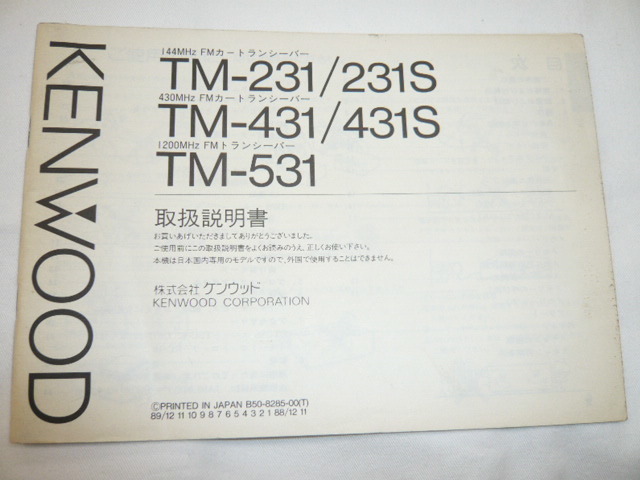 KENWOOD
144MHz FMカートランシーバー
TM-231/231S
430MHz FMカートランシーバー
TM-431/431S
1200MHz FMトランシーバー
TM-531
取扱説明書
お買いあげいただきましてありがとうございました。
ご使用前にこの取扱説明書をよくお読みのうえ、正しくお使い下さい。
本機は日本国内専用のモデルですので、外国で使用することはできません。
株式会社 ケンウッド
KENWOOD CORPORATION
©PRINTED IN JAPAN B50-8285-00(T)
89/12 11 10 9 8 7 6 5 4 3 2 1 88/12 11